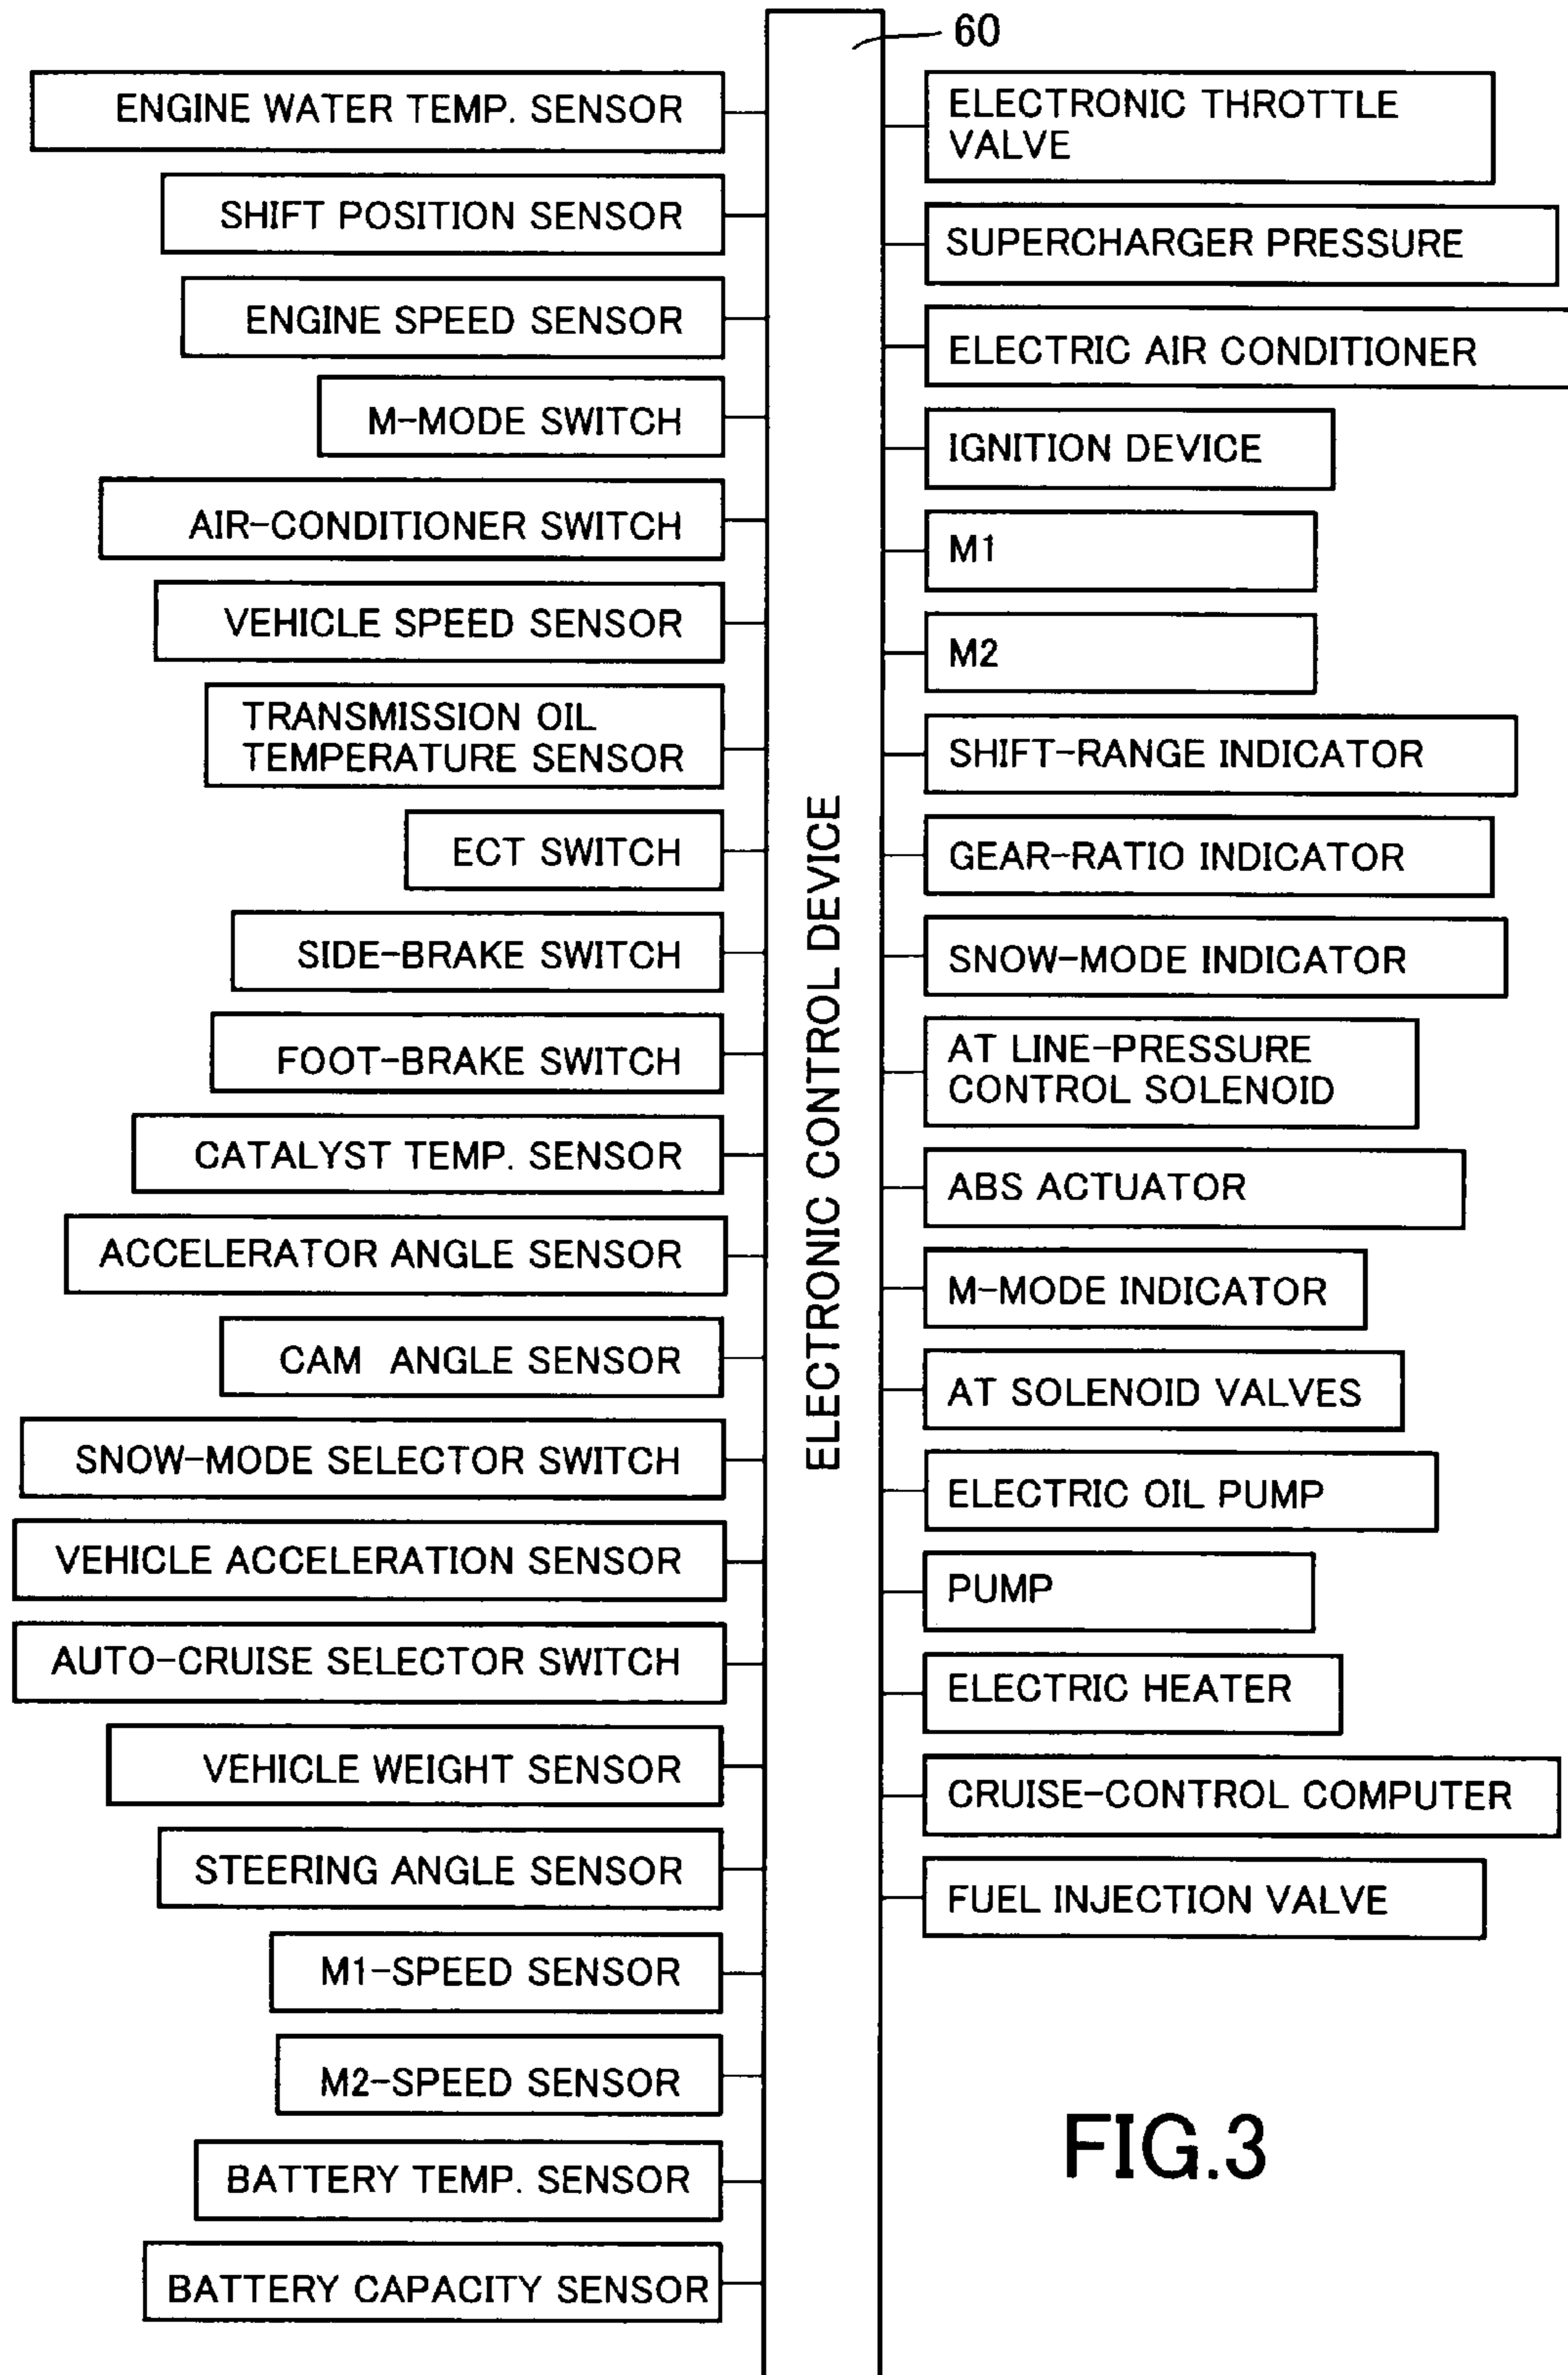 60
ENGINE WATER TEMP. SENSOR
SHIFT POSITION SENSOR
ENGINE SPEED SENSOR
M-MODE SWITCH
AIR-CONDITIONER SWITCH
VEHICLE SPEED SENSOR
TRANSMISSION OIL
TEMPERATURE SENSOR
ECT SWITCH
SIDE-BRAKE SWITCH
FOOT-BRAKE SWITCH
CATALYST TEMP. SENSOR
ACCELERATOR ANGLE SENSOR
CAM ANGLE SENSOR
SNOW-MODE SELECTOR SWITCH
VEHICLE ACCELERATION SENSOR
AUTO-CRUISE SELECTOR SWITCH
VEHICLE WEIGHT SENSOR
STEERING ANGLE SENSOR
M1-SPEED SENSOR
M2-SPEED SENSOR
BATTERY TEMP. SENSOR
BATTERY CAPACITY SENSOR
ELECTRONIC CONTROL DEVICE
ELECTRONIC THROTTLE
VALVE
SUPERCHARGER PRESSURE
ELECTRIC AIR CONDITIONER
IGNITION DEVICE
M1
M2
SHIFT-RANGE INDICATOR
GEAR-RATIO INDICATOR
SNOW-MODE INDICATOR
AT LINE-PRESSURE
CONTROL SOLENOID
ABS ACTUATOR
M-MODE INDICATOR
AT SOLENOID VALVES
ELECTRIC OIL PUMP
PUMP
ELECTRIC HEATER
CRUISE-CONTROL COMPUTER
FUEL INJECTION VALVE
FIG.3